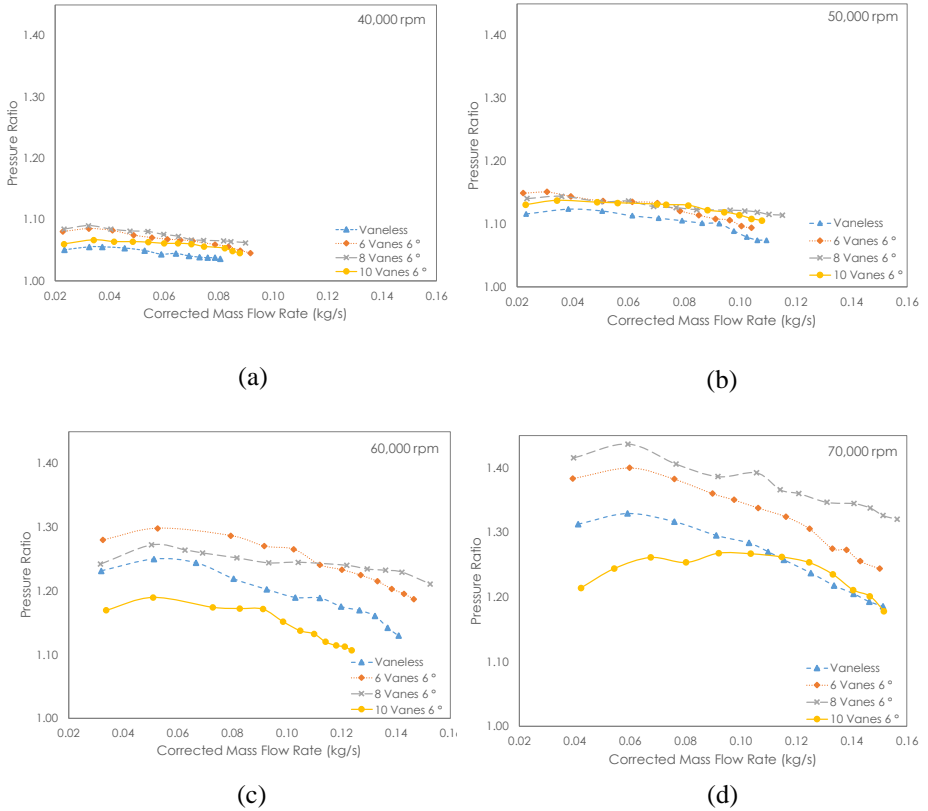 40,000 rpm
1.40
1.30
1.20
1.10
1.00
Pressure Ratio
Vaneless
6 Vanes 6 º
8 Vanes 6 º
10 Vanes 6 º
0.02 0.04 0.06 0.08 0.10 0.12 0.14 0.16
Corrected Mass Flow Rate (kg/s)
(a)
50,000 rpm
1.40
1.30
1.20
1.10
1.00
Pressure Ratio
Vaneless
6 Vanes 6 º
8 Vanes 6 º
10 Vanes 6 º
0.02 0.04 0.06 0.08 0.10 0.12 0.14 0.16
Corrected Mass Flow Rate (kg/s)
(b)
60,000 rpm
1.40
1.30
1.20
1.10
1.00
Pressure Ratio
Vaneless
6 Vanes 6 º
8 Vanes 6 º
10 Vanes 6 º
0.02 0.04 0.06 0.08 0.10 0.12 0.14 0.16
Corrected Mass Flow Rate (kg/s)
(c)
70,000 rpm
1.40
1.30
1.20
1.10
1.00
Pressure Ratio
Vaneless
6 Vanes 6 º
8 Vanes 6 º
10 Vanes 6 º
0.02 0.04 0.06 0.08 0.10 0.12 0.14 0.16
Corrected Mass Flow Rate (kg/s)
(d)